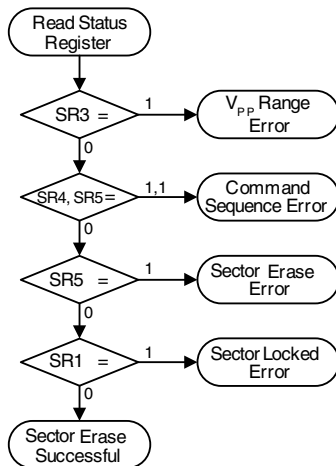 Read Status
Register
SR3 =
1
V_PP Range
Error
0
SR4, SR5=
1,1
Command
Sequence Error
0
SR5 =
1
Sector Erase
Error
0
SR1 =
1
Sector Locked
Error
0
Sector Erase
Successful